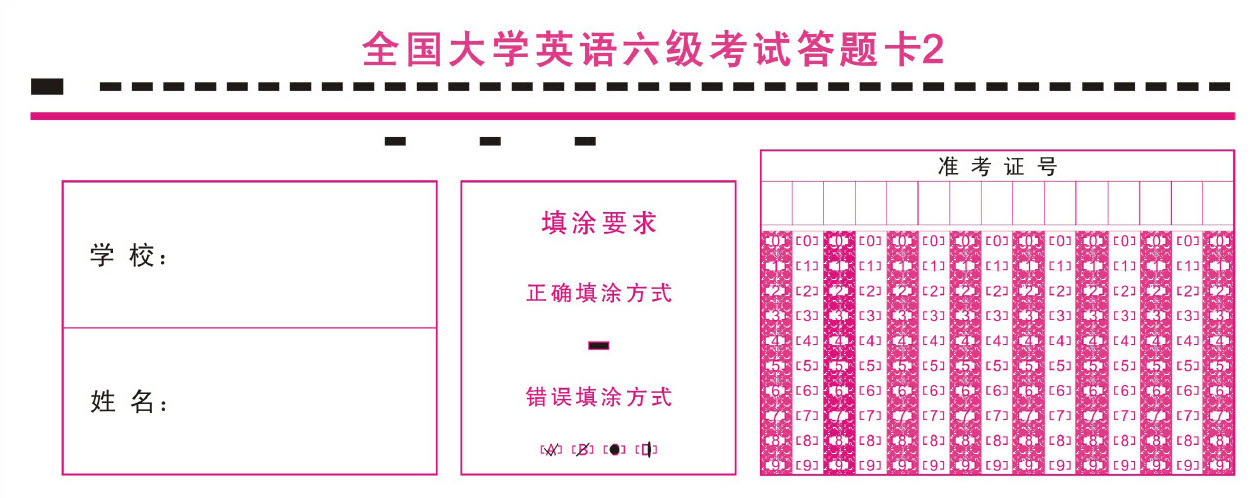 全国大学英语六级考试答题卡2
学 校：
姓 名：
填涂要求
正确填涂方式
错误填涂方式
[A] [B] [ ] [D]
准考证号
[0] [0] [0] [0] [0] [0] [0] [0] [0] [0] [0] [0] [0] [0] [0]
[1] [1] [1] [1] [1] [1] [1] [1] [1] [1] [1] [1] [1] [1] [1]
[2] [2] [2] [2] [2] [2] [2] [2] [2] [2] [2] [2] [2] [2] [2]
[3] [3] [3] [3] [3] [3] [3] [3] [3] [3] [3] [3] [3] [3] [3]
[4] [4] [4] [4] [4] [4] [4] [4] [4] [4] [4] [4] [4] [4] [4]
[5] [5] [5] [5] [5] [5] [5] [5] [5] [5] [5] [5] [5] [5] [5]
[6] [6] [6] [6] [6] [6] [6] [6] [6] [6] [6] [6] [6] [6] [6]
[7] [7] [7] [7] [7] [7] [7] [7] [7] [7] [7] [7] [7] [7] [7]
[8] [8] [8] [8] [8] [8] [8] [8] [8] [8] [8] [8] [8] [8] [8]
[9] [9] [9] [9] [9] [9] [9] [9] [9] [9] [9] [9] [9] [9] [9]